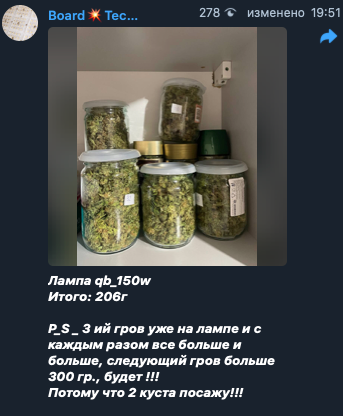 Board💥Tec...
278 изменено 19:51
Лампа qb_150w
Итого: 206г
P_S _ 3 ий гров уже на лампе и с
каждым разом все больше и
больше, следующий гров больше
300 гр., будет !!!
Потому что 2 куста посажу!!!